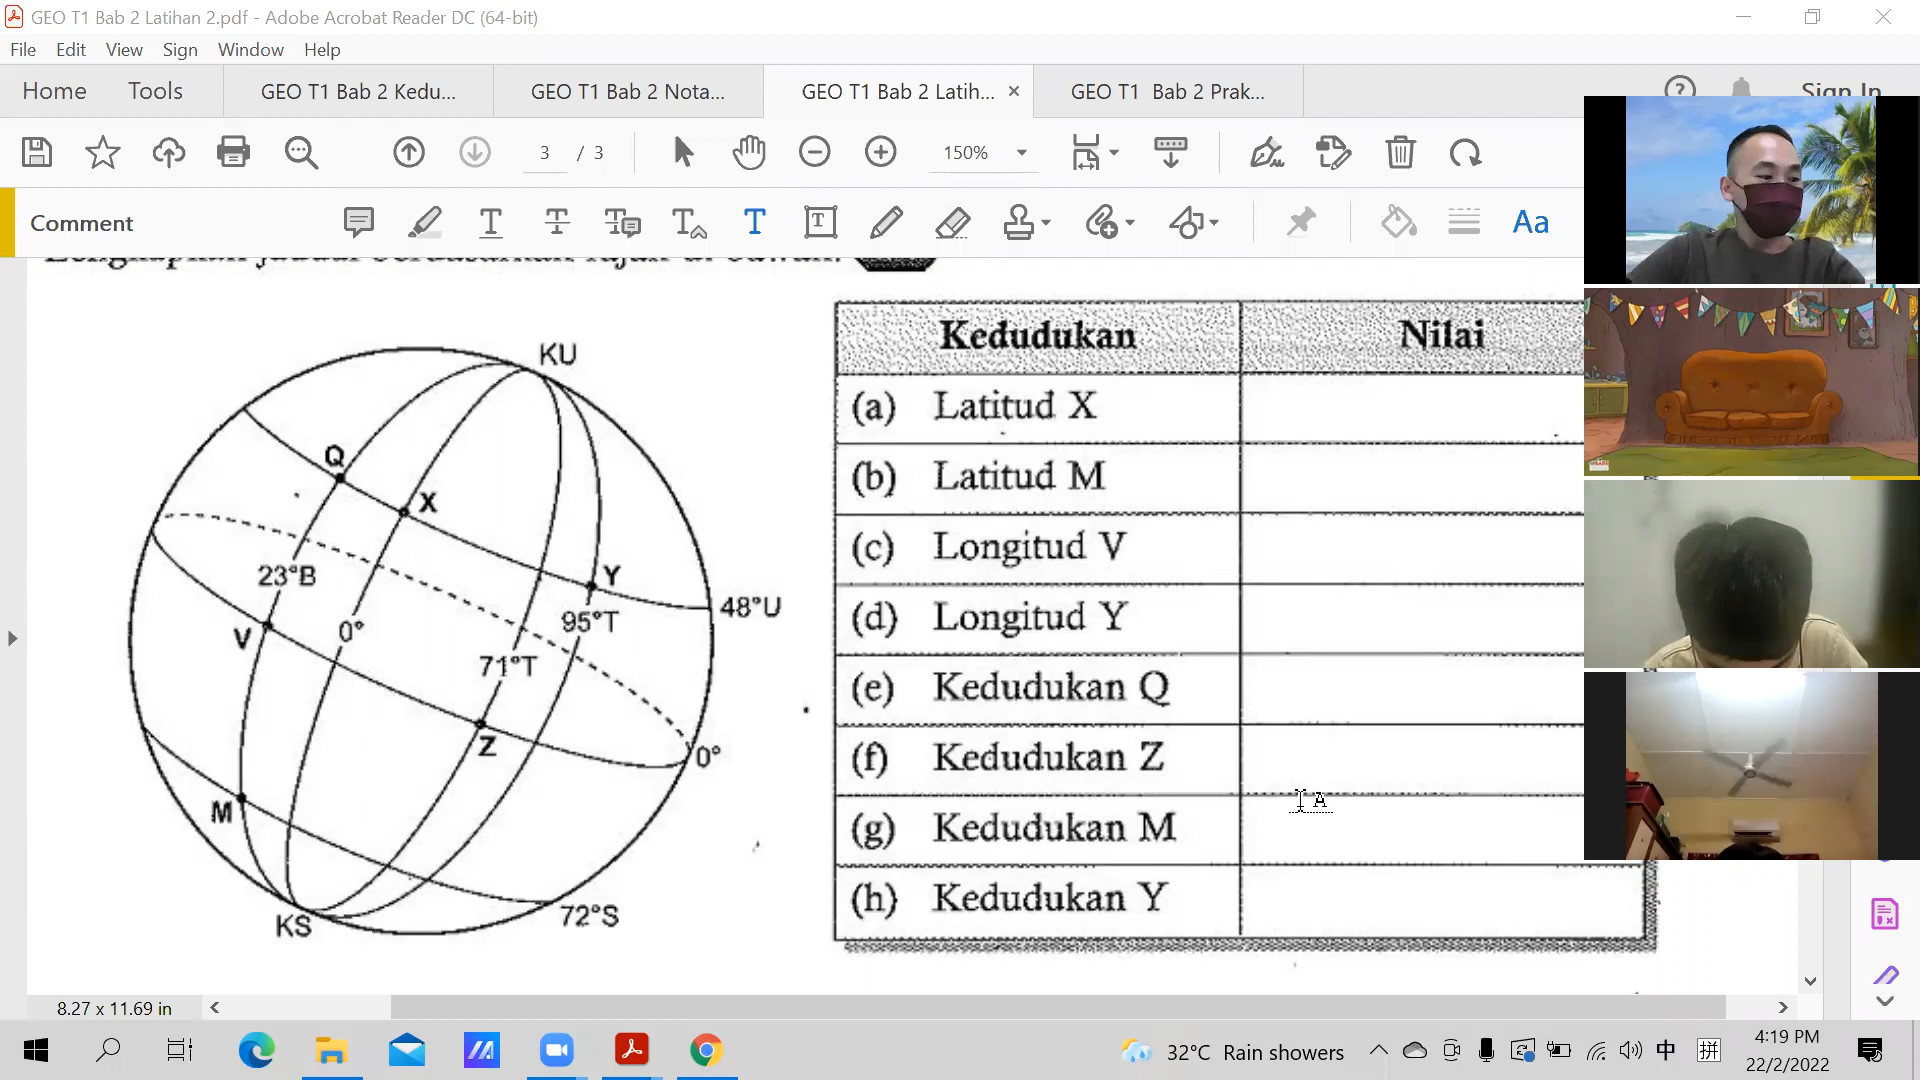 GEO T1 Bab 2 Latihan 2.pdf - Adobe Acrobat Reader DC (64-bit)
File Edit View Sign Window Help
Home Tools GEO T1 Bab 2 Kedu... GEO T1 Bab 2 Nota... GEO T1 Bab 2 Latih... × GEO T1 Bab 2 Prak... Sign In
3 / 3 150%
Comment Aa
Kedudukan Nilai
(a) Latitud X
(b) Latitud M
(c) Longitud V
(d) Longitud Y
(e) Kedudukan Q
(f) Kedudukan Z
(g) Kedudukan M
(h) Kedudukan Y
KU
Q
X
23°B
Y
48°U
95°T
V
0°
71°T
Z
0°
M
KS
72°S
8.27 x 11.69 in
32°C Rain showers
中
拼
4:19 PM
22/2/2022